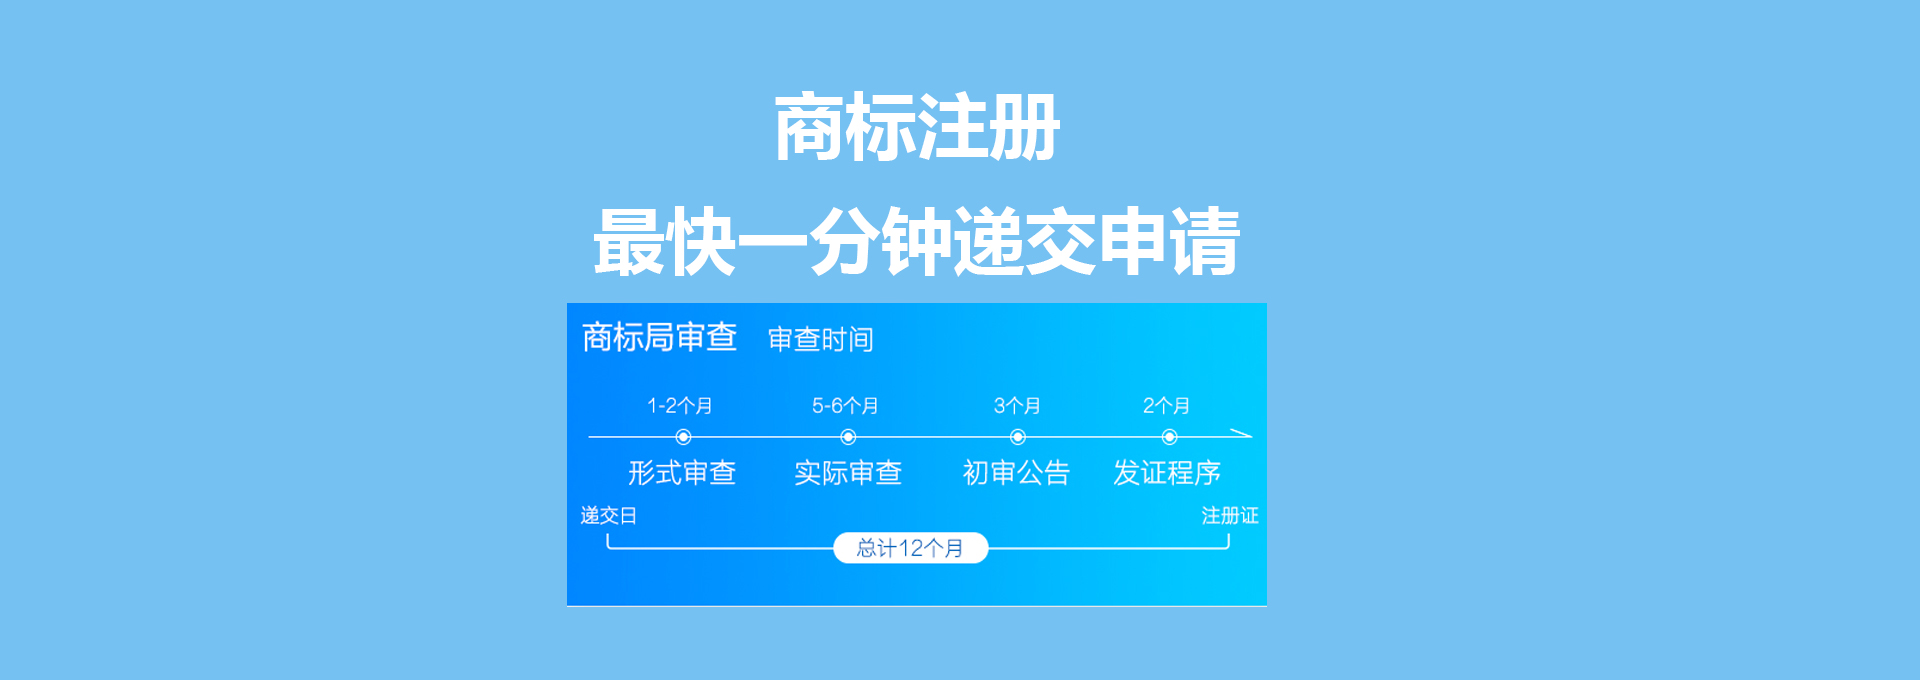 商标注册
最快一分钟递交申请
商标局审查 审查时间
1-2个月 5-6个月 3个月 2个月
形式审查 实际审查 初审公告 发证程序
递交日 注册证
总计12个月